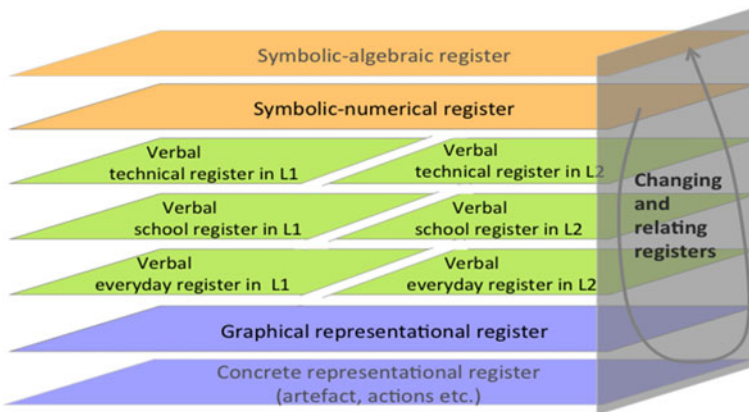 Symbolic-algebraic register
Symbolic-numerical register
Verbal
technical register in L1
Verbal
technical register in L2
Verbal
school register in L1
Verbal
school register in L2
Verbal
everyday register in L1
Verbal
everyday register in L2
Graphical representational register
Concrete representational register
(artefact, actions etc.)
Changing
and
relating
registers